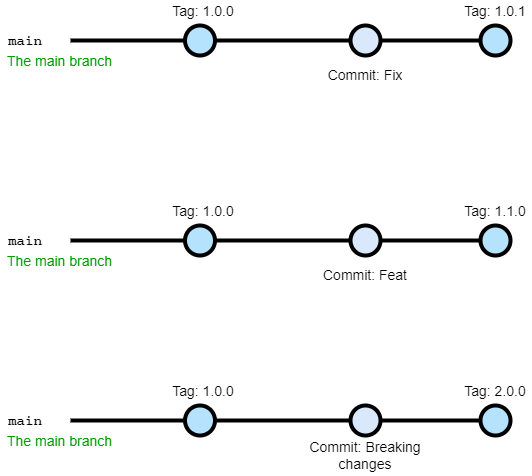 Tag: 1.0.0
Tag: 1.0.1
main
The main branch
Commit: Fix
Tag: 1.0.0
Tag: 1.1.0
main
The main branch
Commit: Feat
Tag: 1.0.0
Tag: 2.0.0
main
The main branch
Commit: Breaking
changes